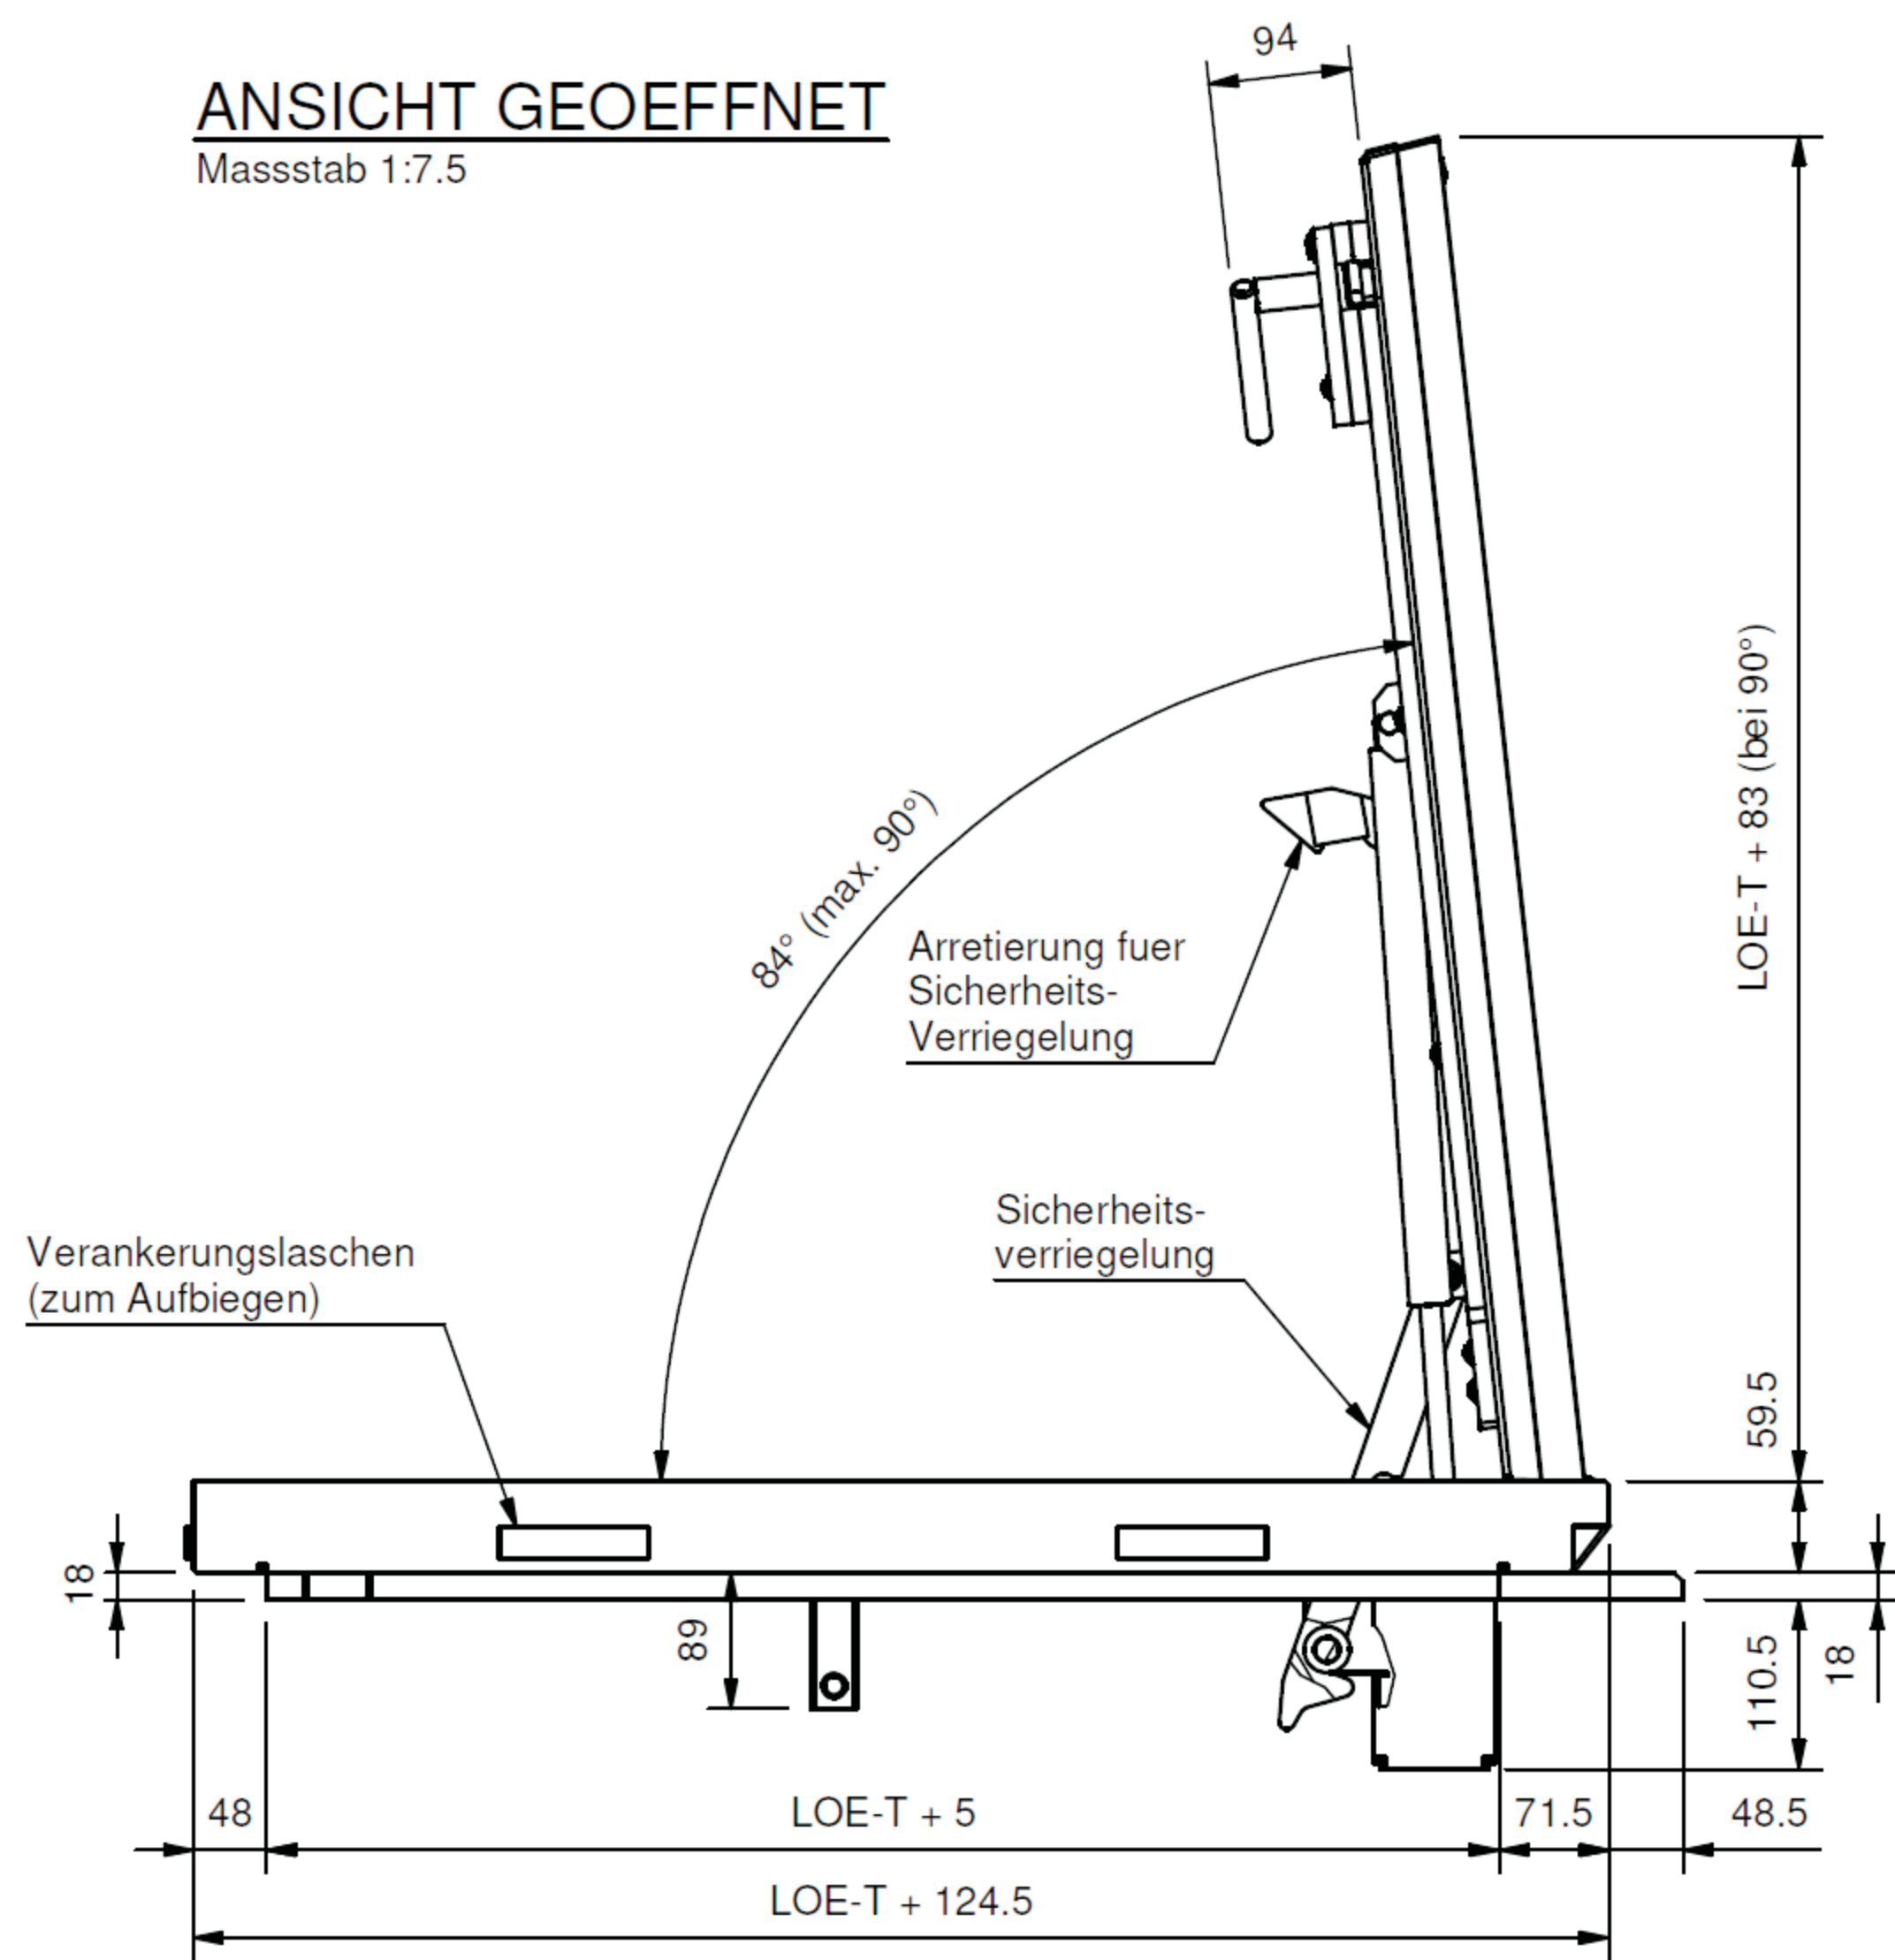 ANSICHT GEOEFFNET
Massstab 1:7.5
94
LOE-T + 83 (bei 90°)
84° (max. 90°)
Arretierung fuer
Sicherheits-
Verriegelung
Sicherheits-
verriegelung
Verankerungslaschen
(zum Aufbiegen)
59.5
18
89
110.5
18
48
LOE-T + 5
71.5
48.5
LOE-T + 124.5